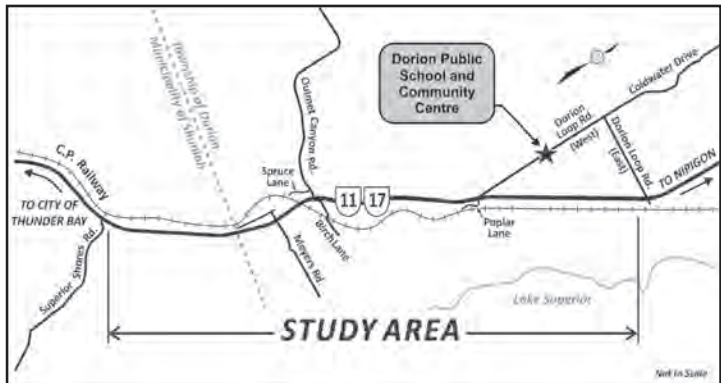 Dorion Public
School and
Community
Centre
Township of Dorion
Municipality of Shuniah
Ouimet Canyon Rd.
Coldwater Drive
Dorion
Loop Rd.
(West)
Dorion Loop Rd.
(East)
C.P. Railway
Spruce
Lane
11 17
TO NIPIGON
TO CITY OF
THUNDER BAY
Birch Lane
Poplar
Lane
Meyers Rd.
Superior Shores Rd.
Lake Superior
STUDY AREA
Not In Scale